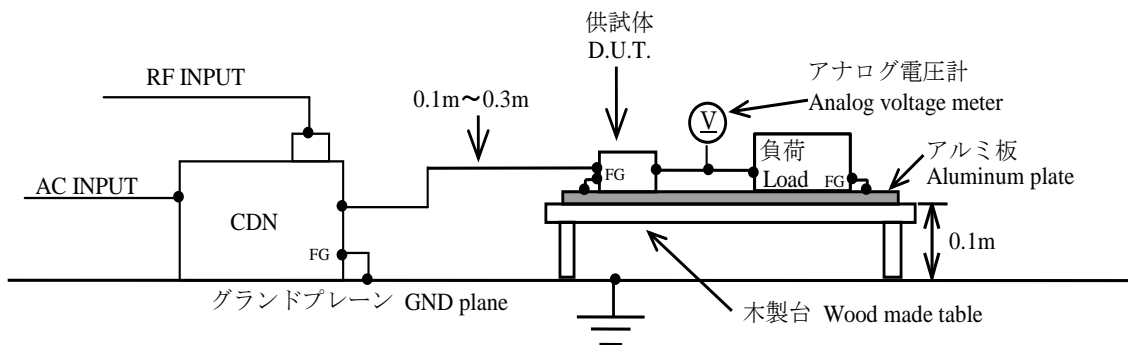 供試体
D.U.T.
RF INPUT
アナログ電圧計
Analog voltage meter
0.1m～0.3m
V
負荷
Load
FG
FG
アルミ板
Aluminum plate
AC INPUT
CDN
FG
0.1m
グランドプレーン GND plane
木製台 Wood made table